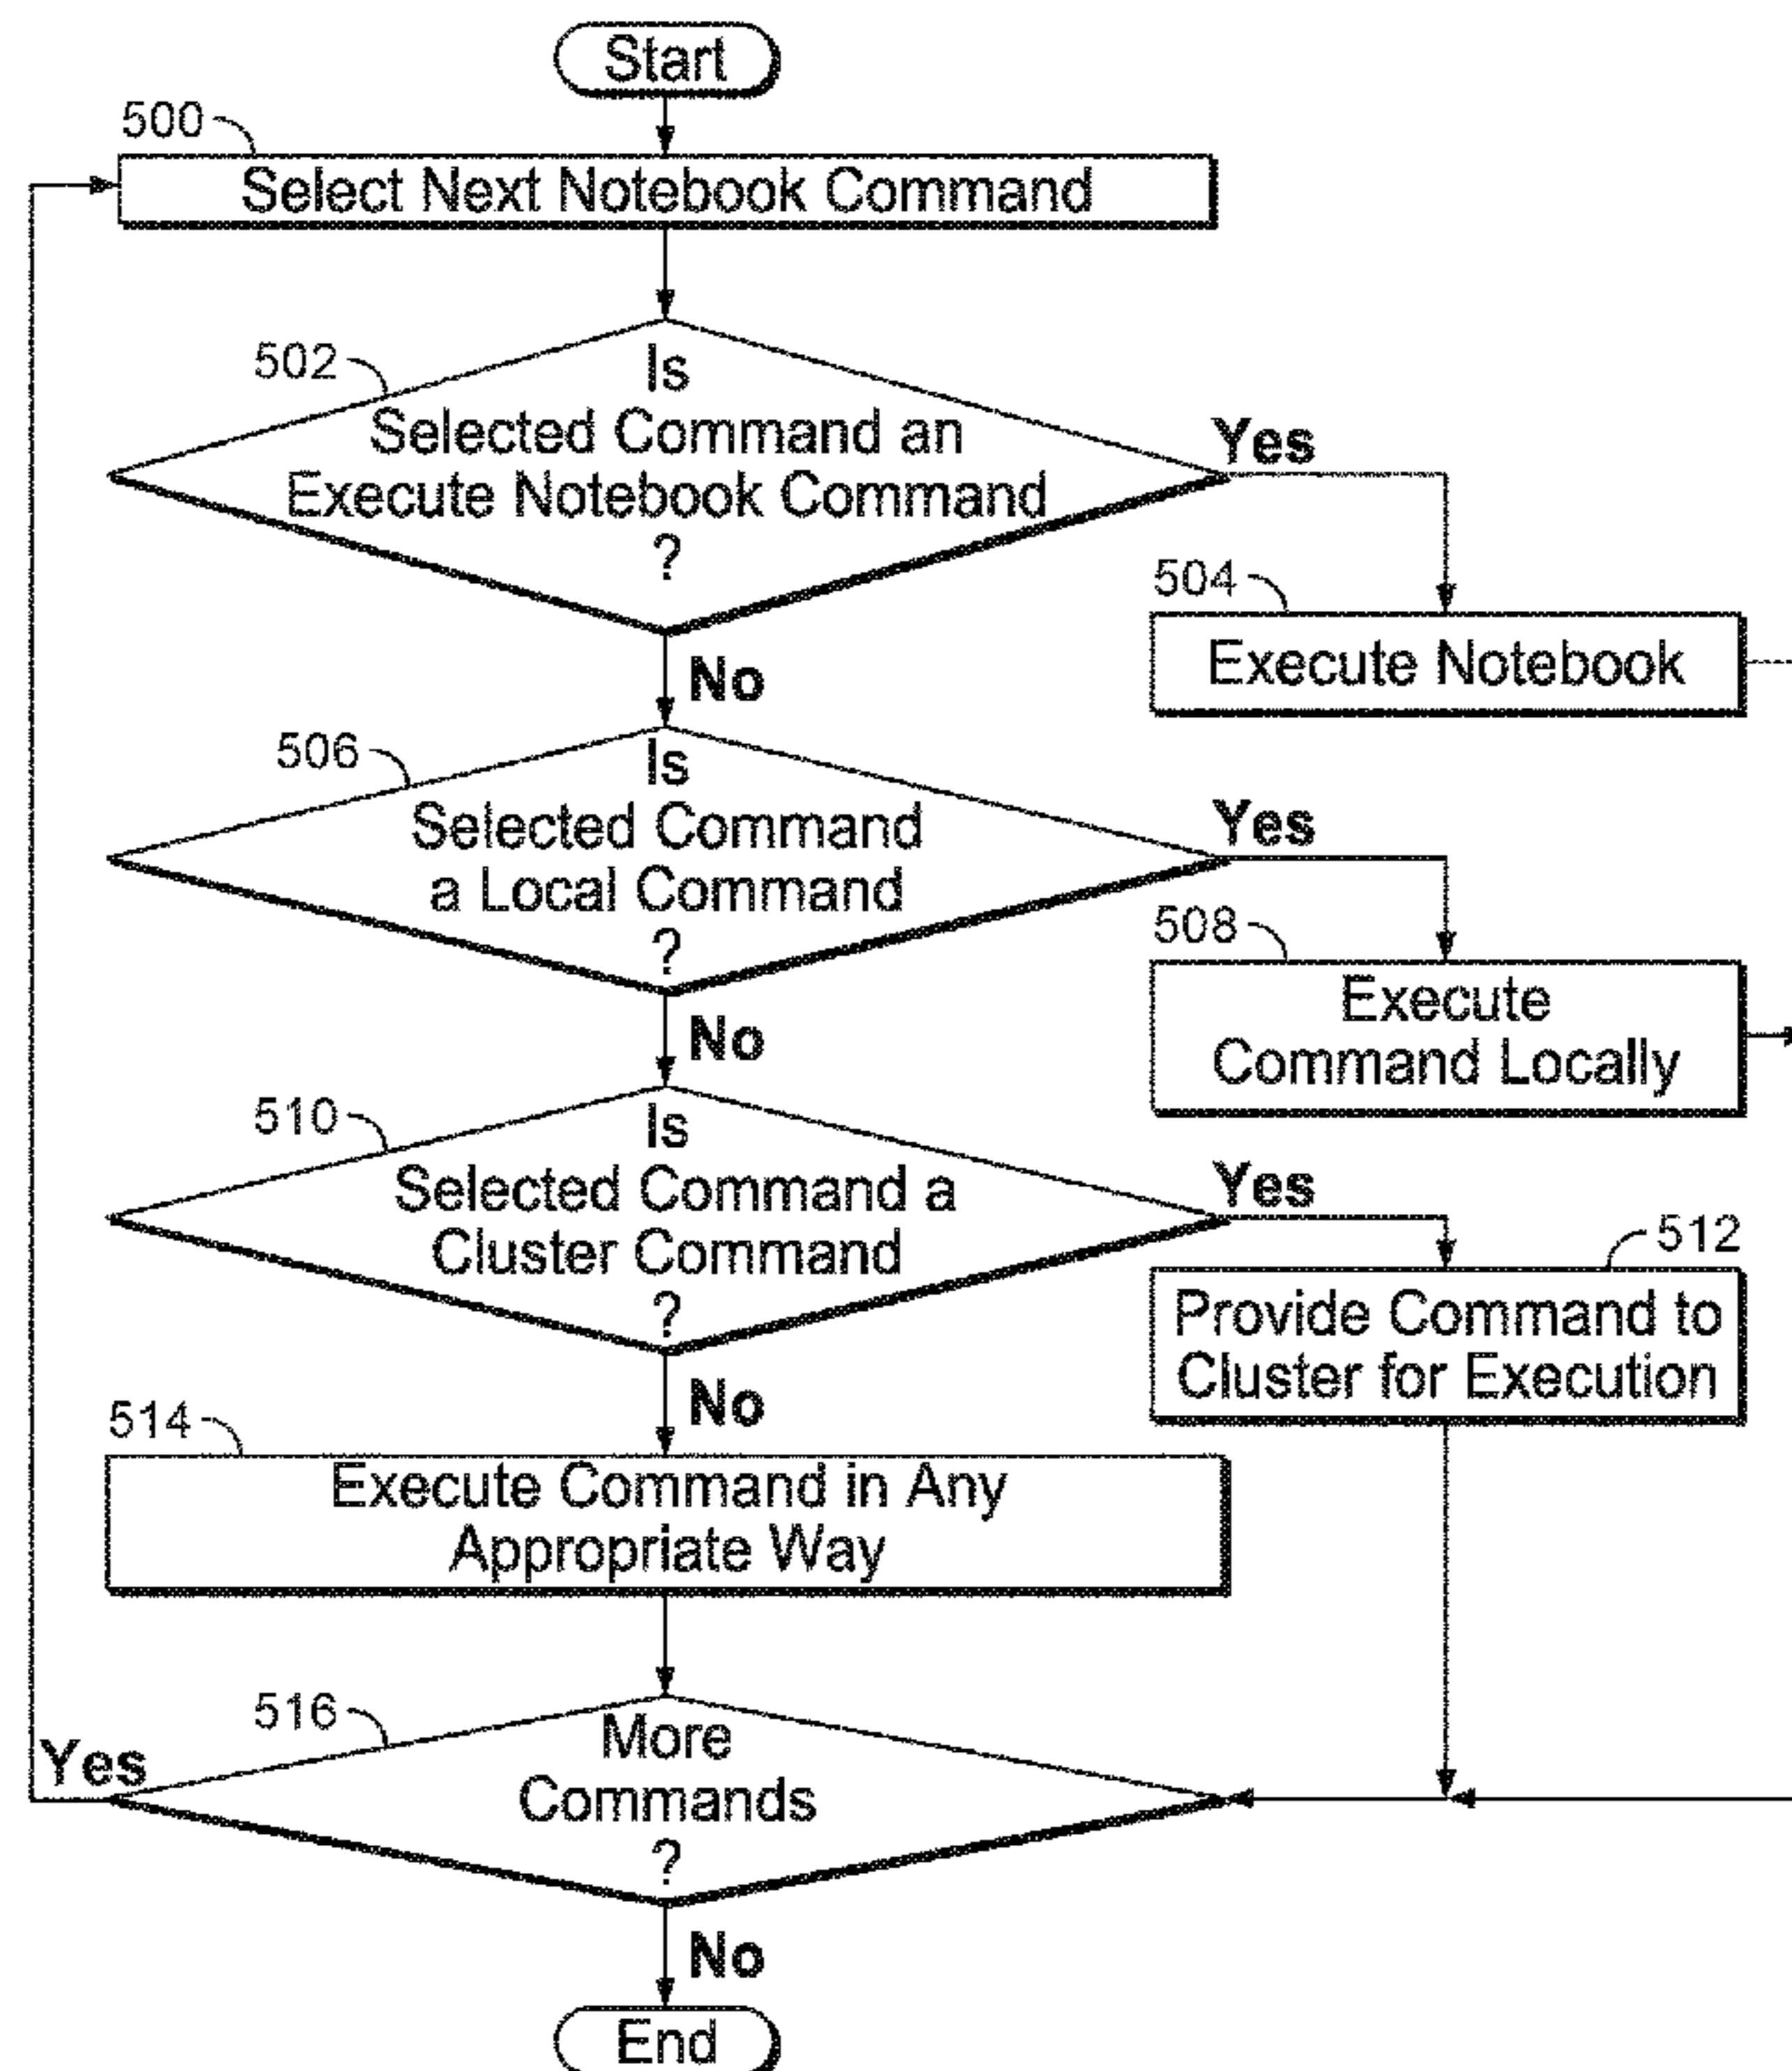 Start
500
Select Next Notebook Command
502
Is
Selected Command an
Execute Notebook Command
?
Yes
504
Execute Notebook
No
506
Is
Selected Command
a Local Command
?
Yes
508
Execute
Command Locally
No
510
Is
Selected Command a
Cluster Command
?
Yes
512
Provide Command to
Cluster for Execution
No
514
Execute Command in Any
Appropriate Way
516
More
Commands
?
Yes
No
End